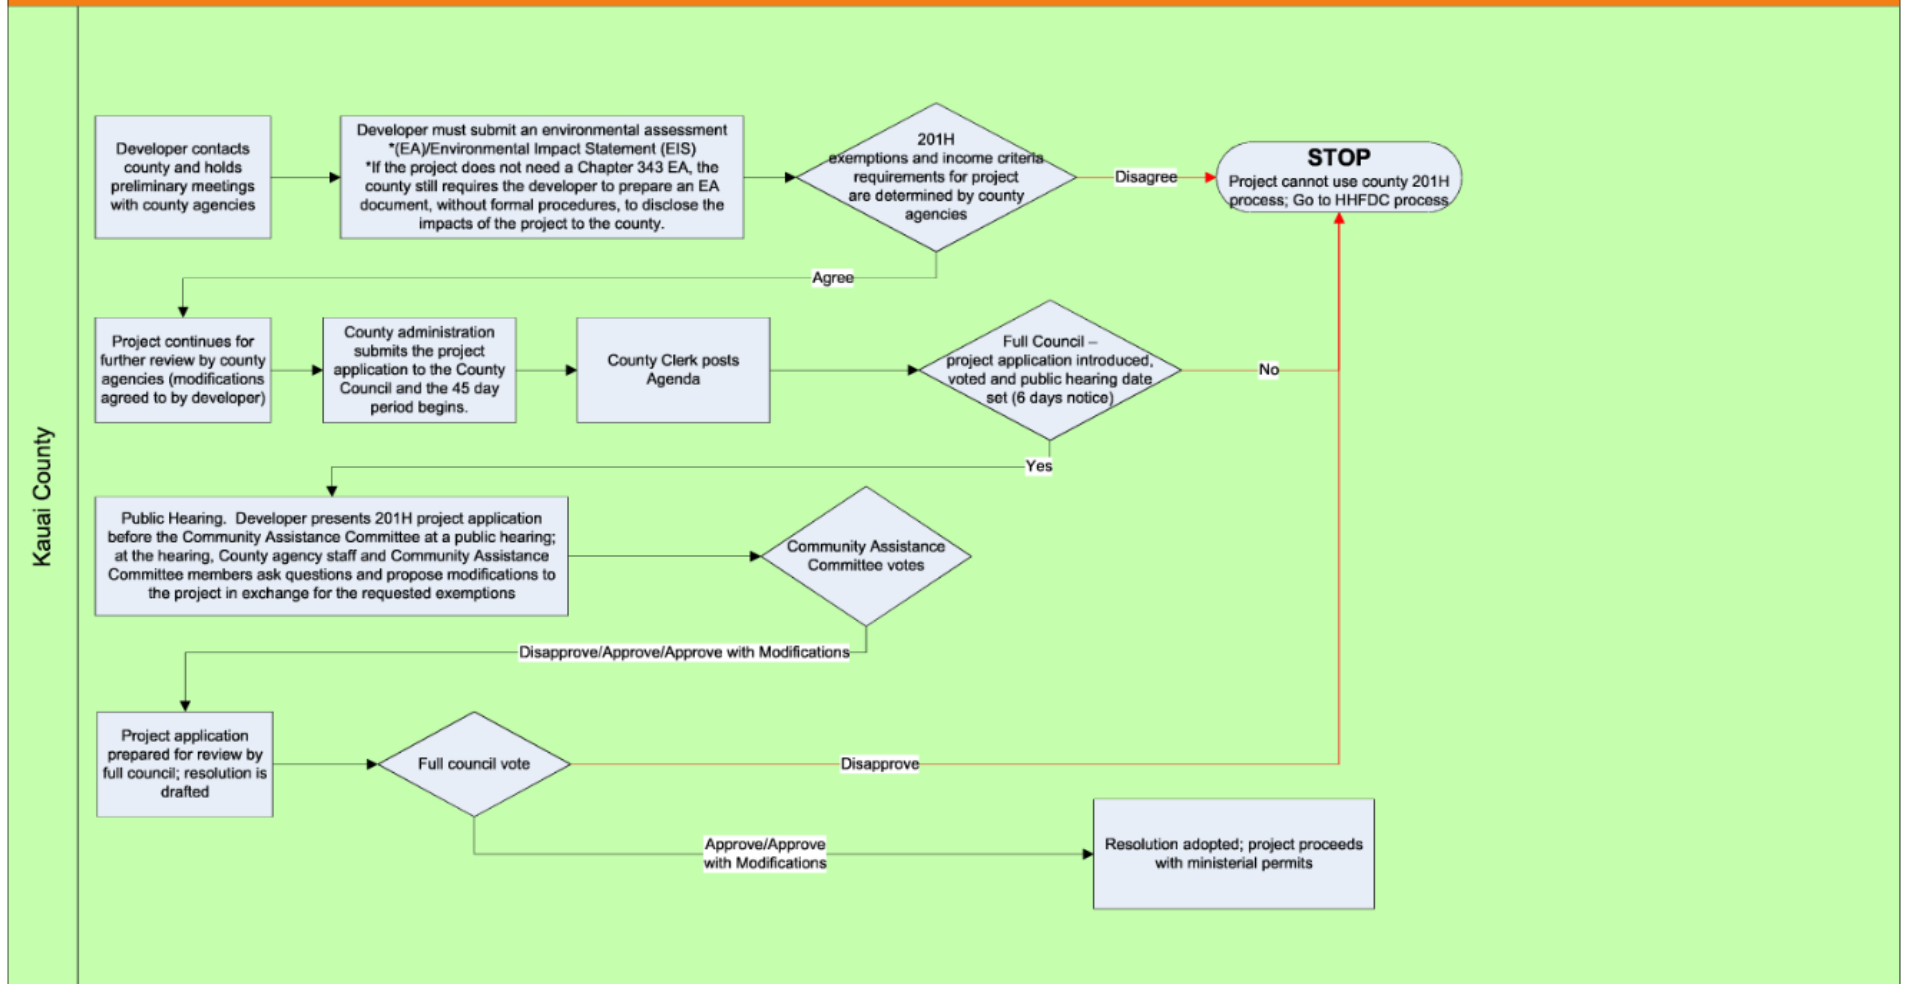 Kauai County
Developer contacts
county and holds
preliminary meetings
with county agencies
Developer must submit an environmental assessment
*(EA)/Environmental Impact Statement (EIS)
*If the project does not need a Chapter 343 EA, the
county still requires the developer to prepare an EA
document, without formal procedures, to disclose the
impacts of the project to the county.
201H
exemptions and income criteria
requirements for project
are determined by county
agencies
Disagree
STOP
Project cannot use county 201H
process; Go to HHFDC process
Agree
Project continues for
further review by county
agencies (modifications
agreed to by developer)
County administration
submits the project
application to the County
Council and the 45 day
period begins.
County Clerk posts
Agenda
Full Council –
project application introduced,
voted and public hearing date
set (6 days notice)
No
Yes
Public Hearing.  Developer presents 201H project application
before the Community Assistance Committee at a public hearing;
at the hearing, County agency staff and Community Assistance
Committee members ask questions and propose modifications to
the project in exchange for the requested exemptions
Community Assistance
Committee votes
Disapprove/Approve/Approve with Modifications
Project application
prepared for review by
full council; resolution is
drafted
Full council vote
Disapprove
Approve/Approve
with Modifications
Resolution adopted; project proceeds
with ministerial permits